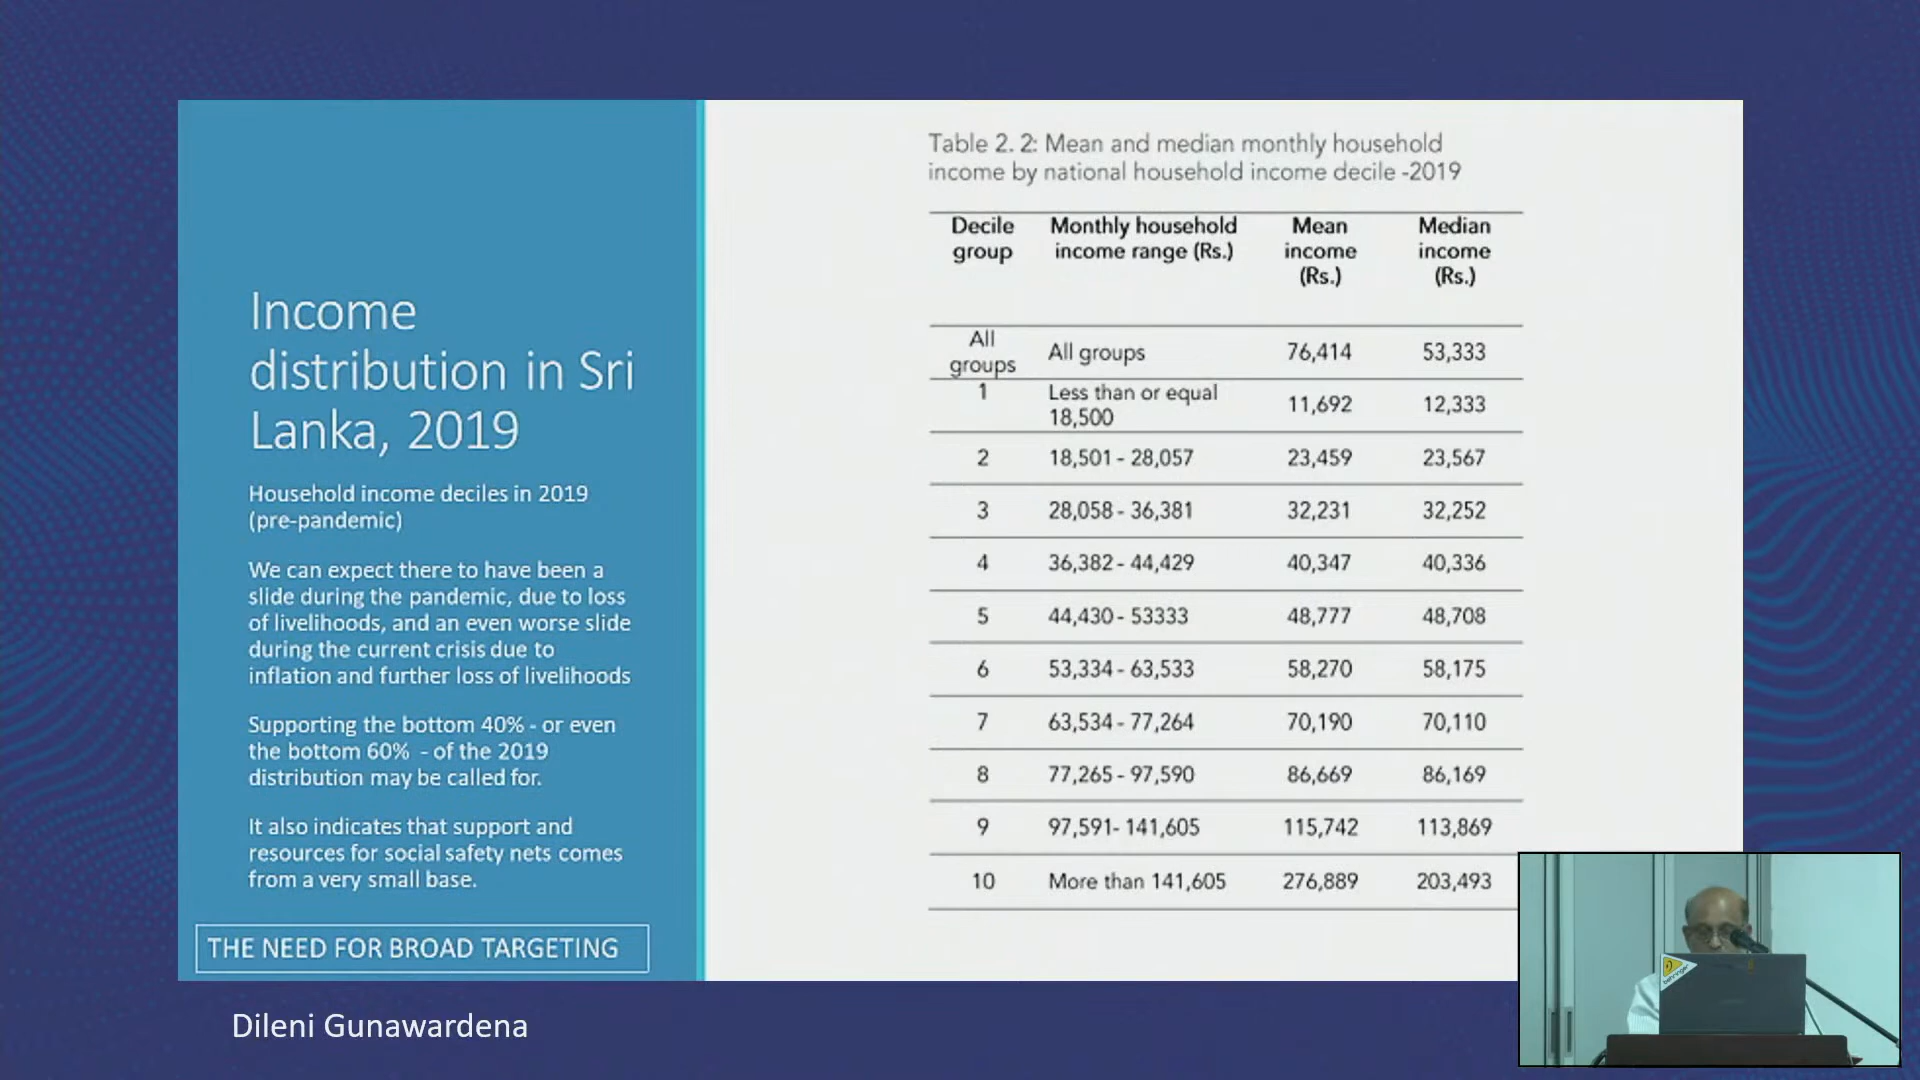 Income
distribution in Sri
Lanka, 2019
Household income deciles in 2019
(pre-pandemic)
We can expect there to have been a
slide during the pandemic, due to loss
of livelihoods, and an even worse slide
during the current crisis due to
inflation and further loss of livelihoods
Supporting the bottom 40% - or even
the bottom 60% - of the 2019
distribution may be called for.
It also indicates that support and
resources for social safety nets comes
from a very small base.
THE NEED FOR BROAD TARGETING
Table 2. 2: Mean and median monthly household
income by national household income decile -2019
Decile group Monthly household income range (Rs.) Mean income (Rs.) Median income (Rs.)
All groups All groups 76,414 53,333
1 Less than or equal 18,500 11,692 12,333
2 18,501 - 28,057 23,459 23,567
3 28,058 - 36,381 32,231 32,252
4 36,382 - 44,429 40,347 40,336
5 44,430 - 53333 48,777 48,708
6 53,334 - 63,533 58,270 58,175
7 63,534 - 77,264 70,190 70,110
8 77,265 - 97,590 86,669 86,169
9 97,591- 141,605 115,742 113,869
10 More than 141,605 276,889 203,493
Dileni Gunawardena
behringer